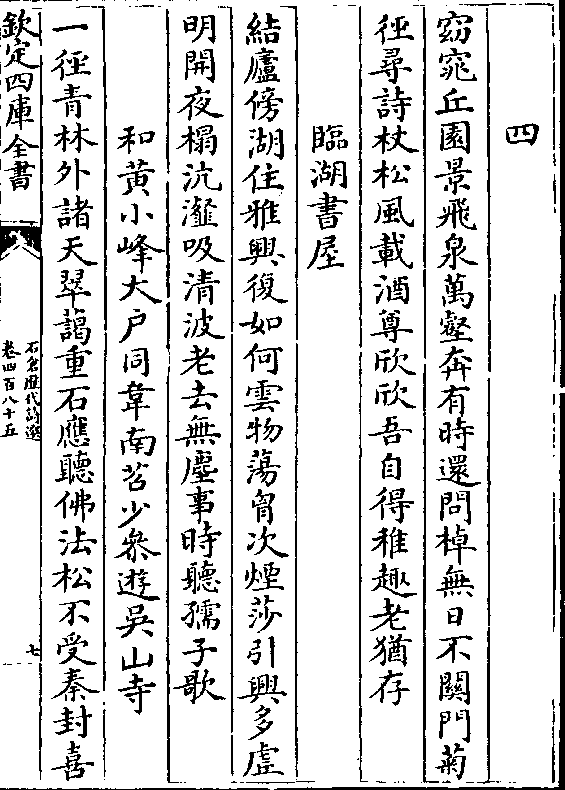 四
窈窕丘園景飛泉萬壑奔有時還問棹無日不關門菊
徑尋詩杖松風載酒尊欣欣吾自得稚趣老猶存
臨湖書屋
結廬傍湖住雅興復如何雲物蕩胷次煙莎引興多虛
明開夜榻沆瀣吸清波老去無塵事時聽孺子歌
和黃小峰大户同韋南苕少叅遊吳山寺
一徑青林外諸天翠藹重石應聽佛法松不受秦封喜
欽定四庫全書
石倉歷代詩選
卷四百八十五
七